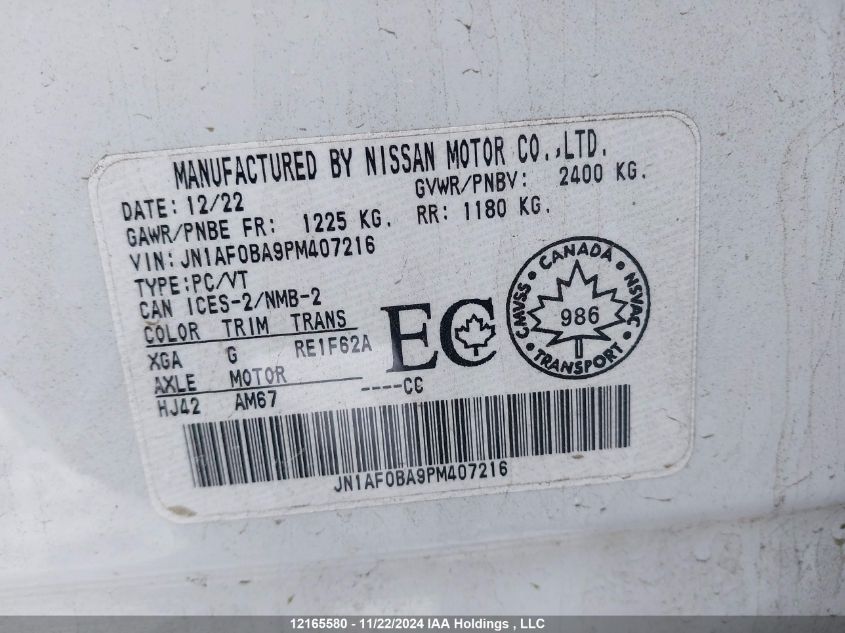 MANUFACTURED BY NISSAN MOTOR CO.,LTD.
DATE: 12/22 GVWR/PNBV: 2400 KG.
GAWR/PNBE FR: 1225 KG. RR: 1180 KG.
VIN: JN1AF0BA9PM407216
TYPE:PC/VT
CAN ICES-2/NMB-2
COLOR TRIM TRANS
XGA G RE1F62A
AXLE MOTOR
HJ42 AM67 ----CC
EC
CANADA
CMVSS NSVAC
986
TRANSPORT
JN1AF0BA9PM407216
12165580 - 11/22/2024 IAA Holdings , LLC